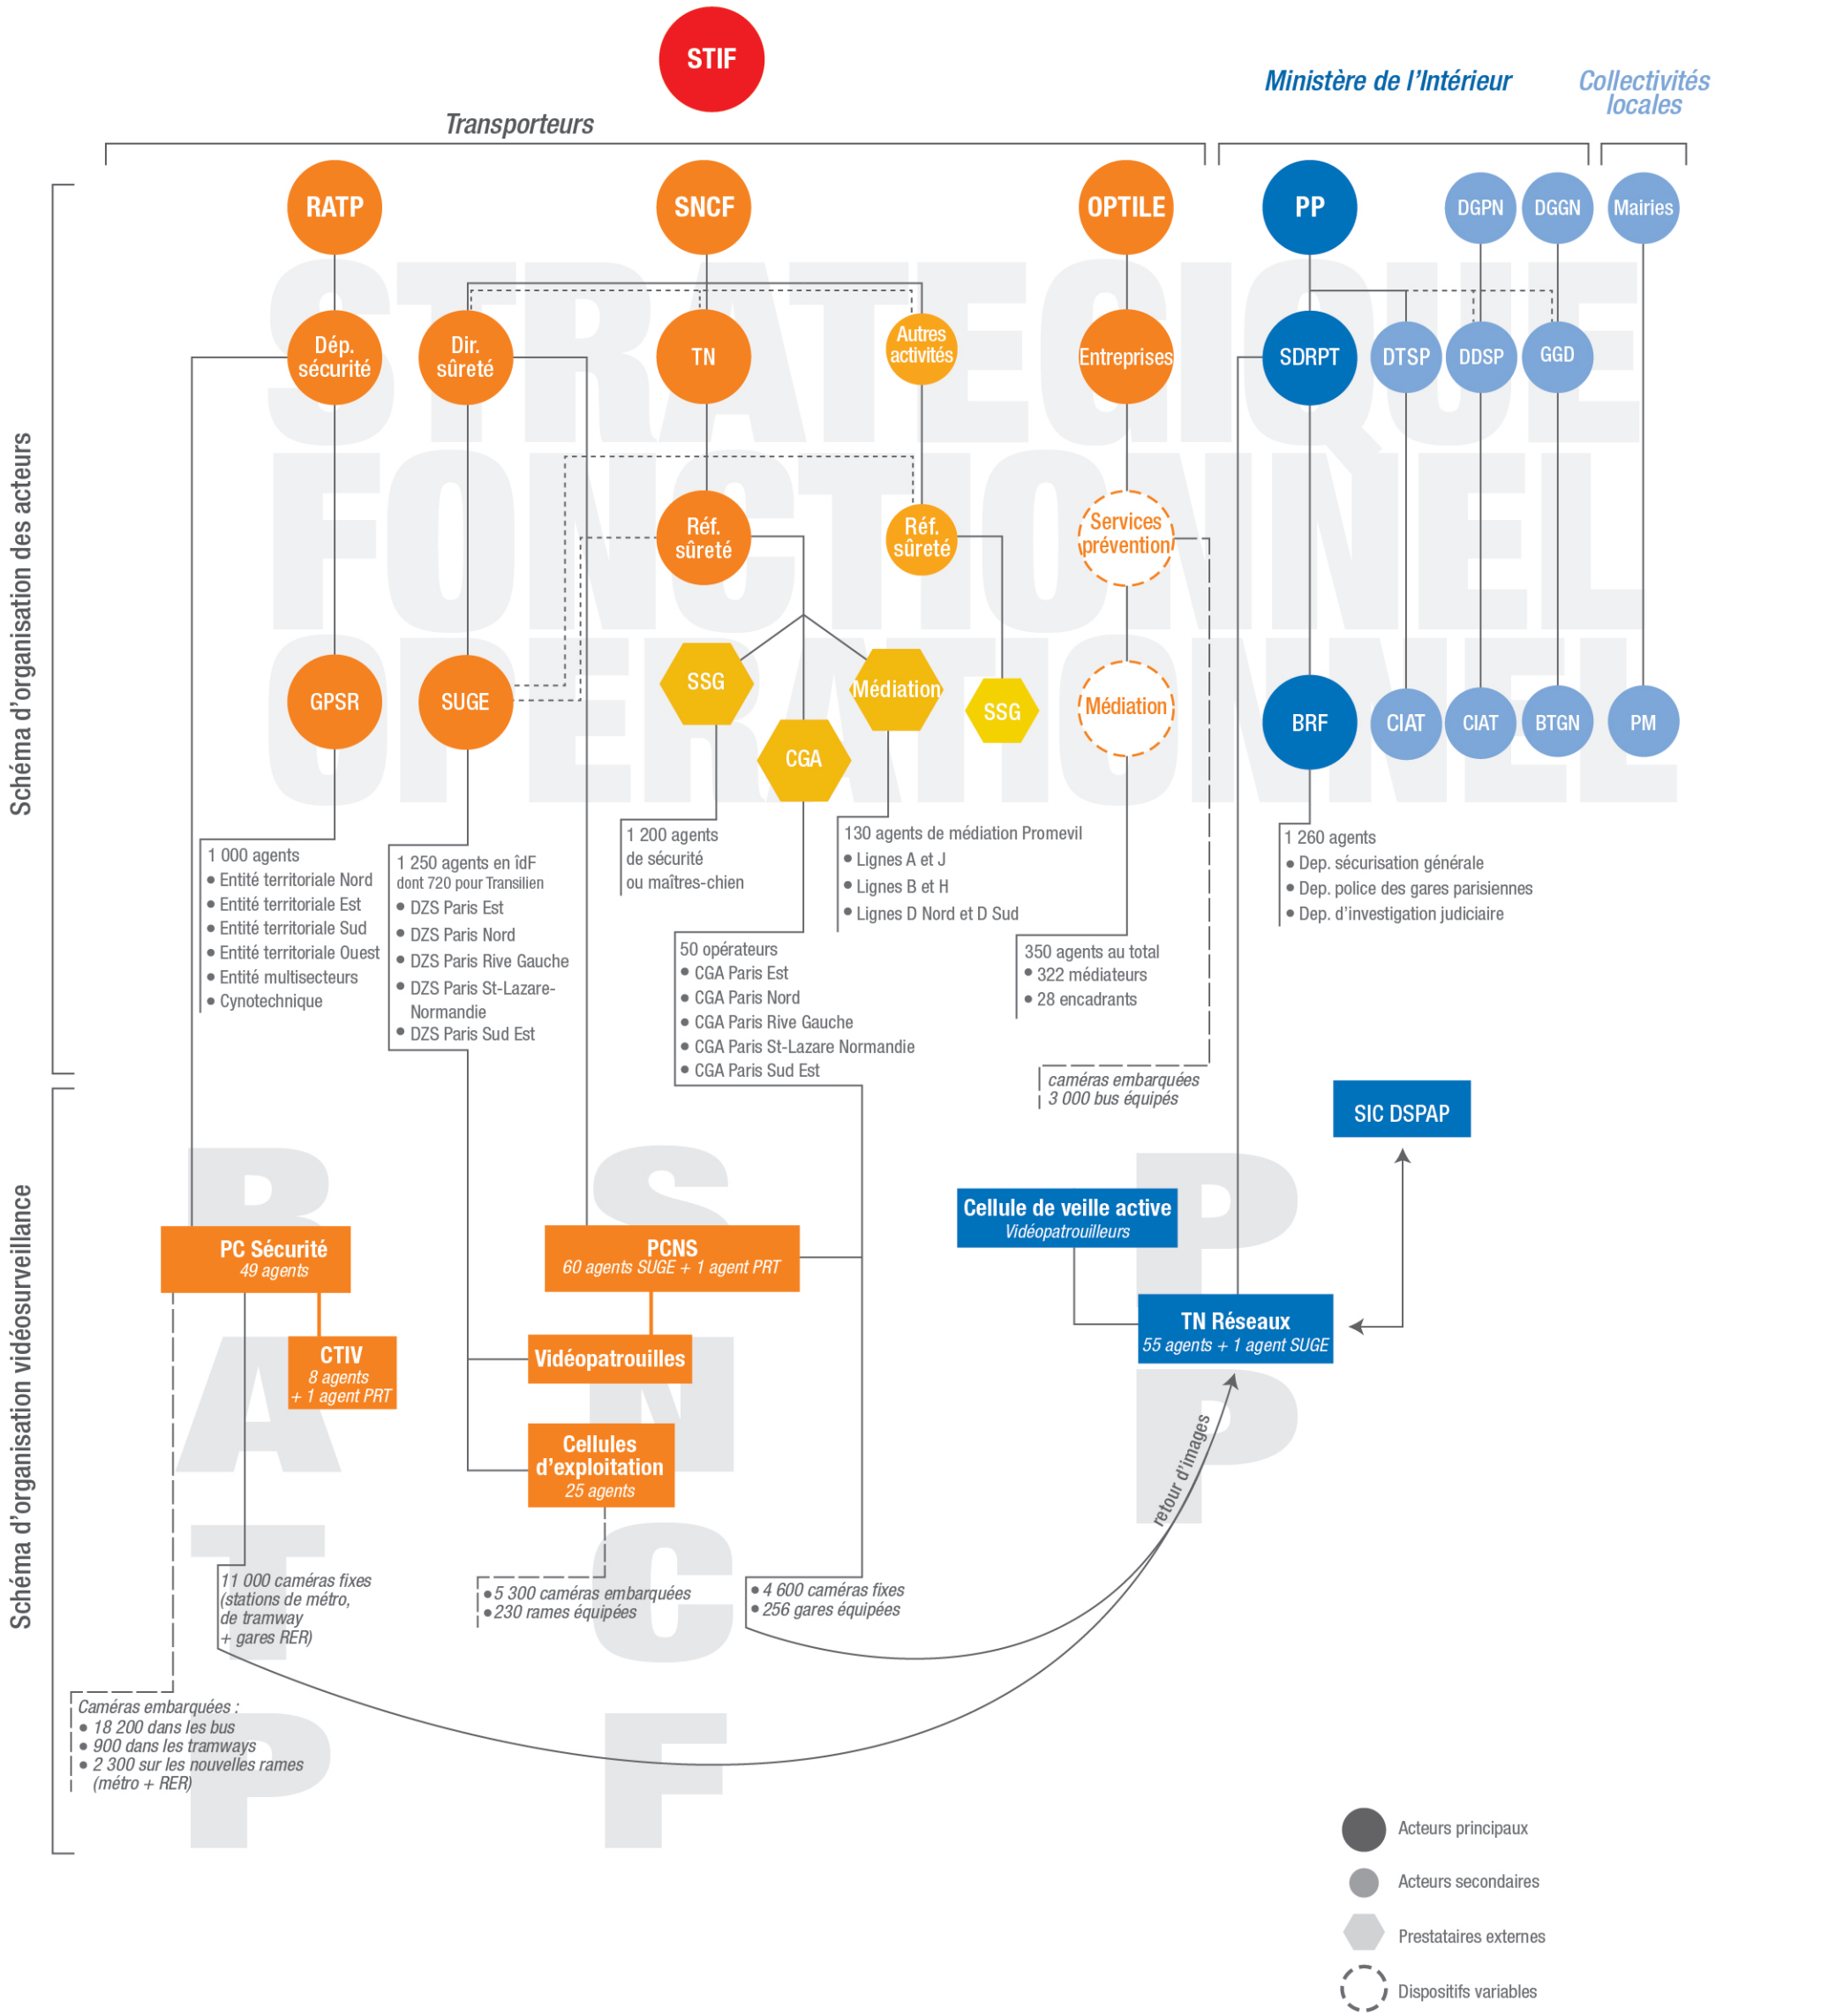 STIF
Transporteurs
Ministère de l'Intérieur
Collectivités
locales
Schéma d'organisation des acteurs
STRATEGIQUE
FONCTIONNEL
OPERATIONNEL
RATP
SNCF
OPTILE
PP
DGPN
DGGN
Mairies
Dép.
sécurité
Dir.
sûreté
TN
Autres
activités
Entreprises
SDRPT
DTSP
DDSP
GGD
Réf.
sûreté
Réf.
sûreté
Services
prévention
GPSR
SUGE
SSG
Médiation
CGA
SSG
Médiation
BRF
CIAT
CIAT
BTGN
PM
1 000 agents
• Entité territoriale Nord
• Entité territoriale Est
• Entité territoriale Sud
• Entité territoriale Ouest
• Entité multisecteurs
• Cynotechnique
1 250 agents en îdF
dont 720 pour Transilien
• DZS Paris Est
• DZS Paris Nord
• DZS Paris Rive Gauche
• DZS Paris St-Lazare-
Normandie
• DZS Paris Sud Est
1 200 agents
de sécurité
ou maîtres-chien
50 opérateurs
• CGA Paris Est
• CGA Paris Nord
• CGA Paris Rive Gauche
• CGA Paris St-Lazare Normandie
• CGA Paris Sud Est
130 agents de médiation Promevil
• Lignes A et J
• Lignes B et H
• Lignes D Nord et D Sud
350 agents au total
• 322 médiateurs
• 28 encadrants
caméras embarquées
3 000 bus équipés
1 260 agents
• Dep. sécurisation générale
• Dep. police des gares parisiennes
• Dep. d'investigation judiciaire
Schéma d'organisation vidéosurveillance
RATP
SNCF
PP
PC Sécurité
49 agents
CTIV
8 agents
+ 1 agent PRT
PCNS
60 agents SUGE + 1 agent PRT
Vidéopatrouilles
Cellules
d'exploitation
25 agents
Cellule de veille active
Vidéopatrouilleurs
SIC DSPAP
TN Réseaux
55 agents + 1 agent SUGE
retour d'images
11 000 caméras fixes
(stations de métro,
de tramway
+ gares RER)
• 5 300 caméras embarquées
• 230 rames équipées
• 4 600 caméras fixes
• 256 gares équipées
Caméras embarquées :
• 18 200 dans les bus
• 900 dans les tramways
• 2 300 sur les nouvelles rames
(métro + RER)
Acteurs principaux
Acteurs secondaires
Prestataires externes
Dispositifs variables